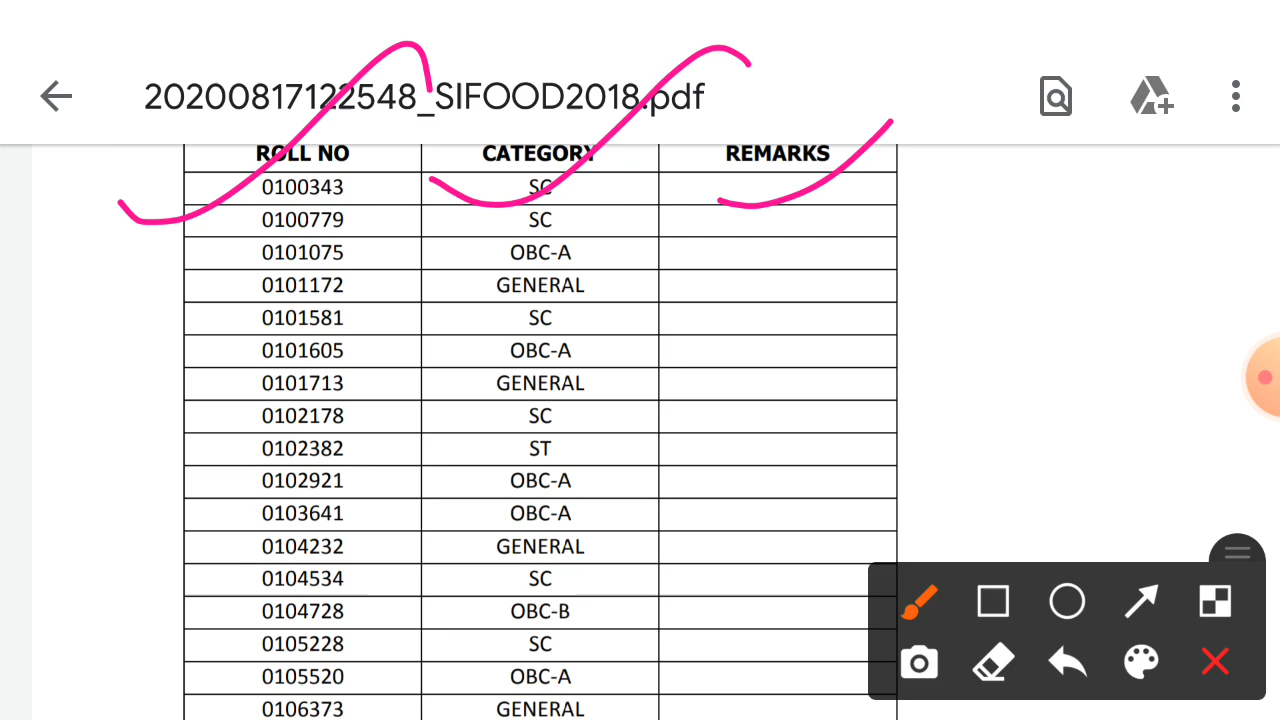 20200817122548_SIFOOD2018.pdf
ROLL NO CATEGORY REMARKS
0100343 SC
0100779 SC
0101075 OBC-A
0101172 GENERAL
0101581 SC
0101605 OBC-A
0101713 GENERAL
0102178 SC
0102382 ST
0102921 OBC-A
0103641 OBC-A
0104232 GENERAL
0104534 SC
0104728 OBC-B
0105228 SC
0105520 OBC-A
0106373 GENERAL